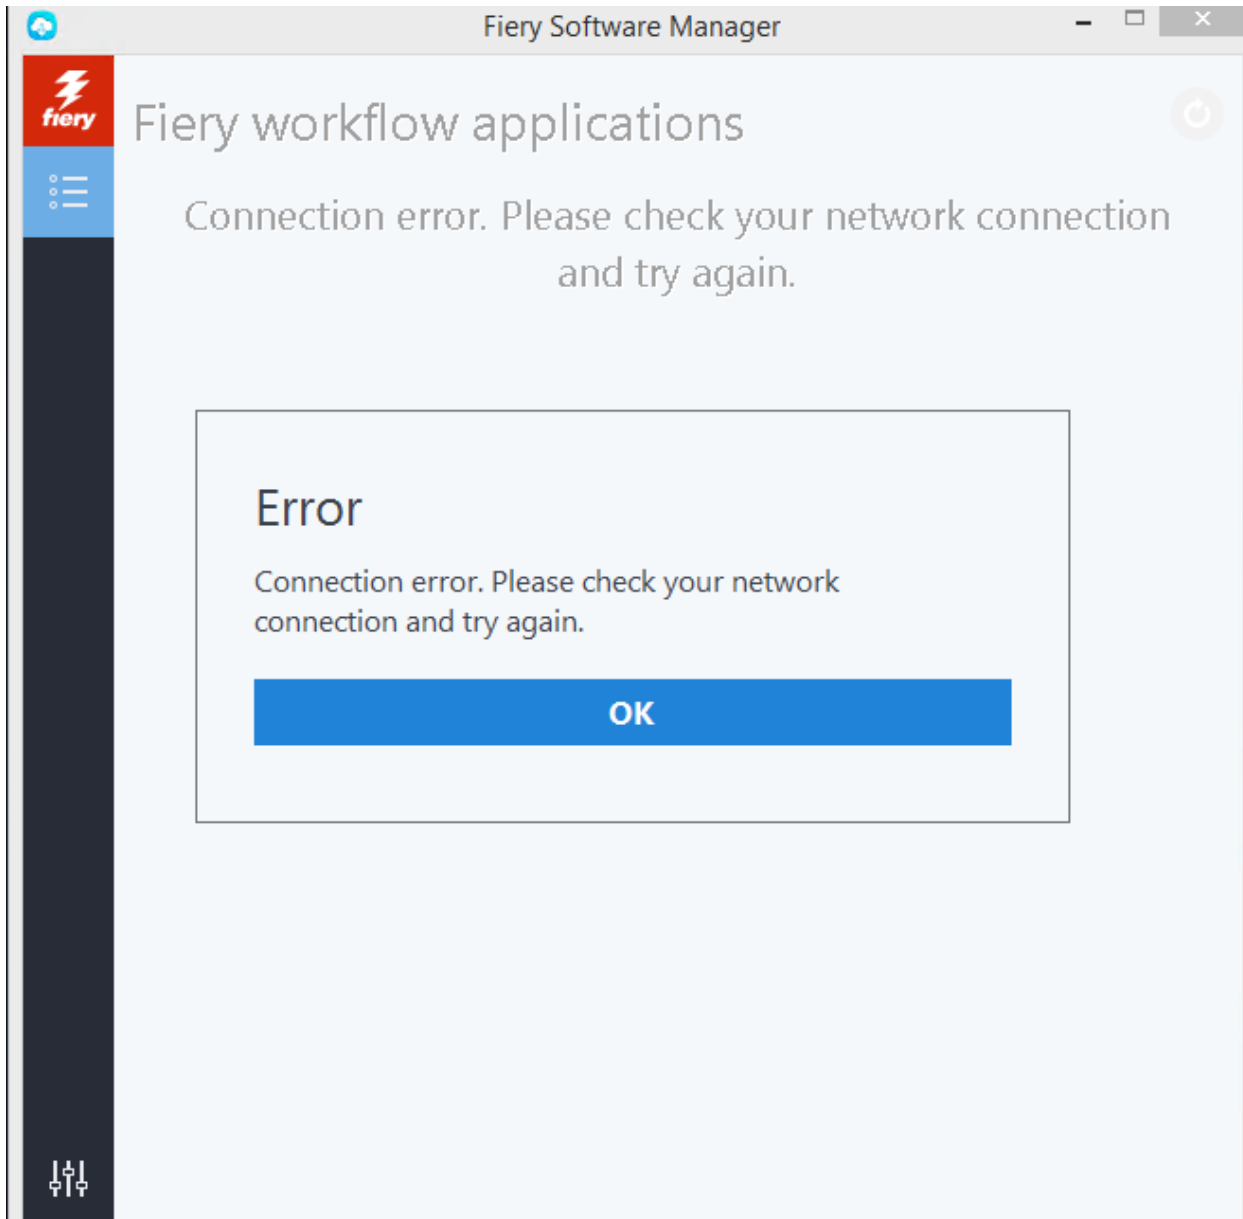 Fiery Software Manager
fiery
Fiery workflow applications
Connection error. Please check your network connection
and try again.
Error
Connection error. Please check your network
connection and try again.
OK